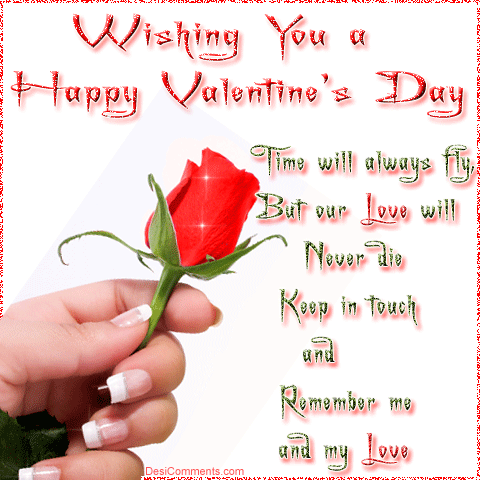 Wishing You a
Happy Valentine's Day
Time will always fly,
But our Love will
Never die
Keep in touch
and
Remember me
and my Love
DesiComments.com